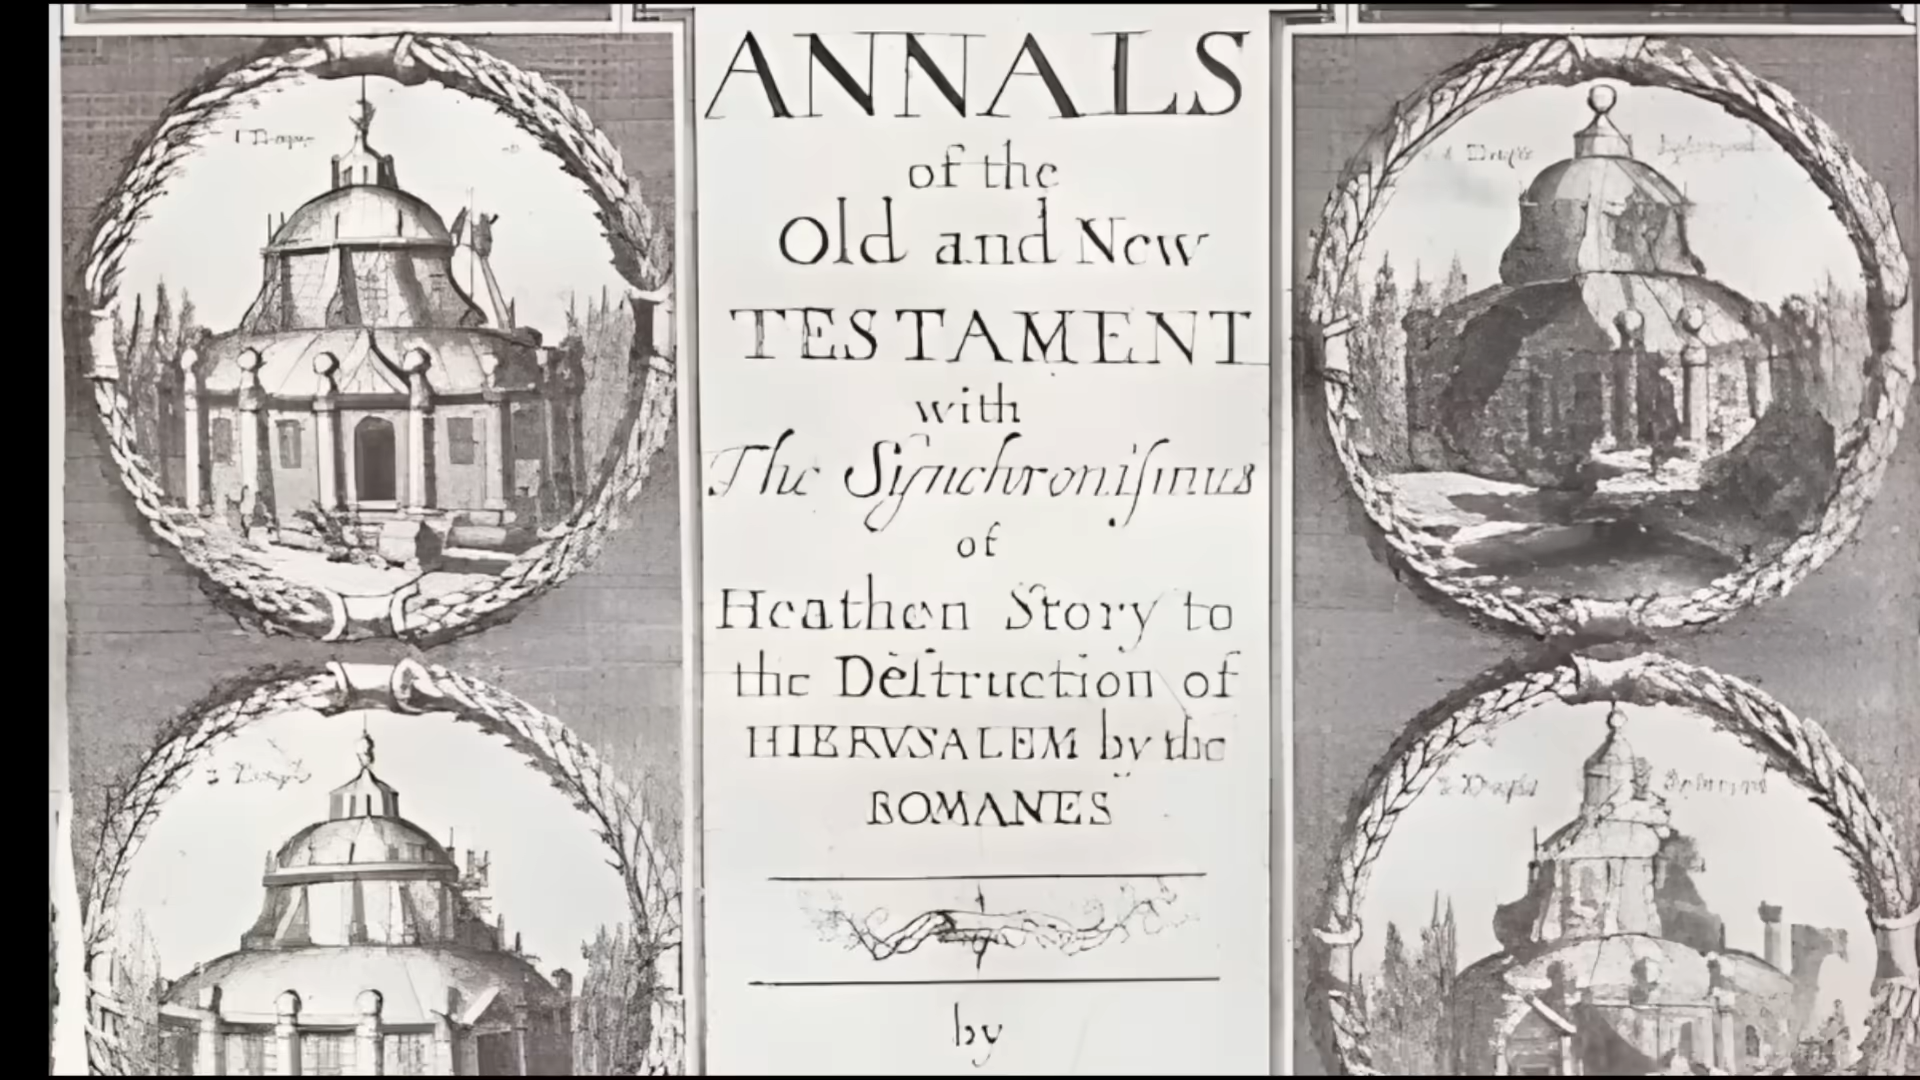 ANNALS
of the
Old and New
TESTAMENT
with
The Synchroniſmus
of
Heathen Story to
the Deſtruction of
HIERVSALEM by the
ROMANES
by